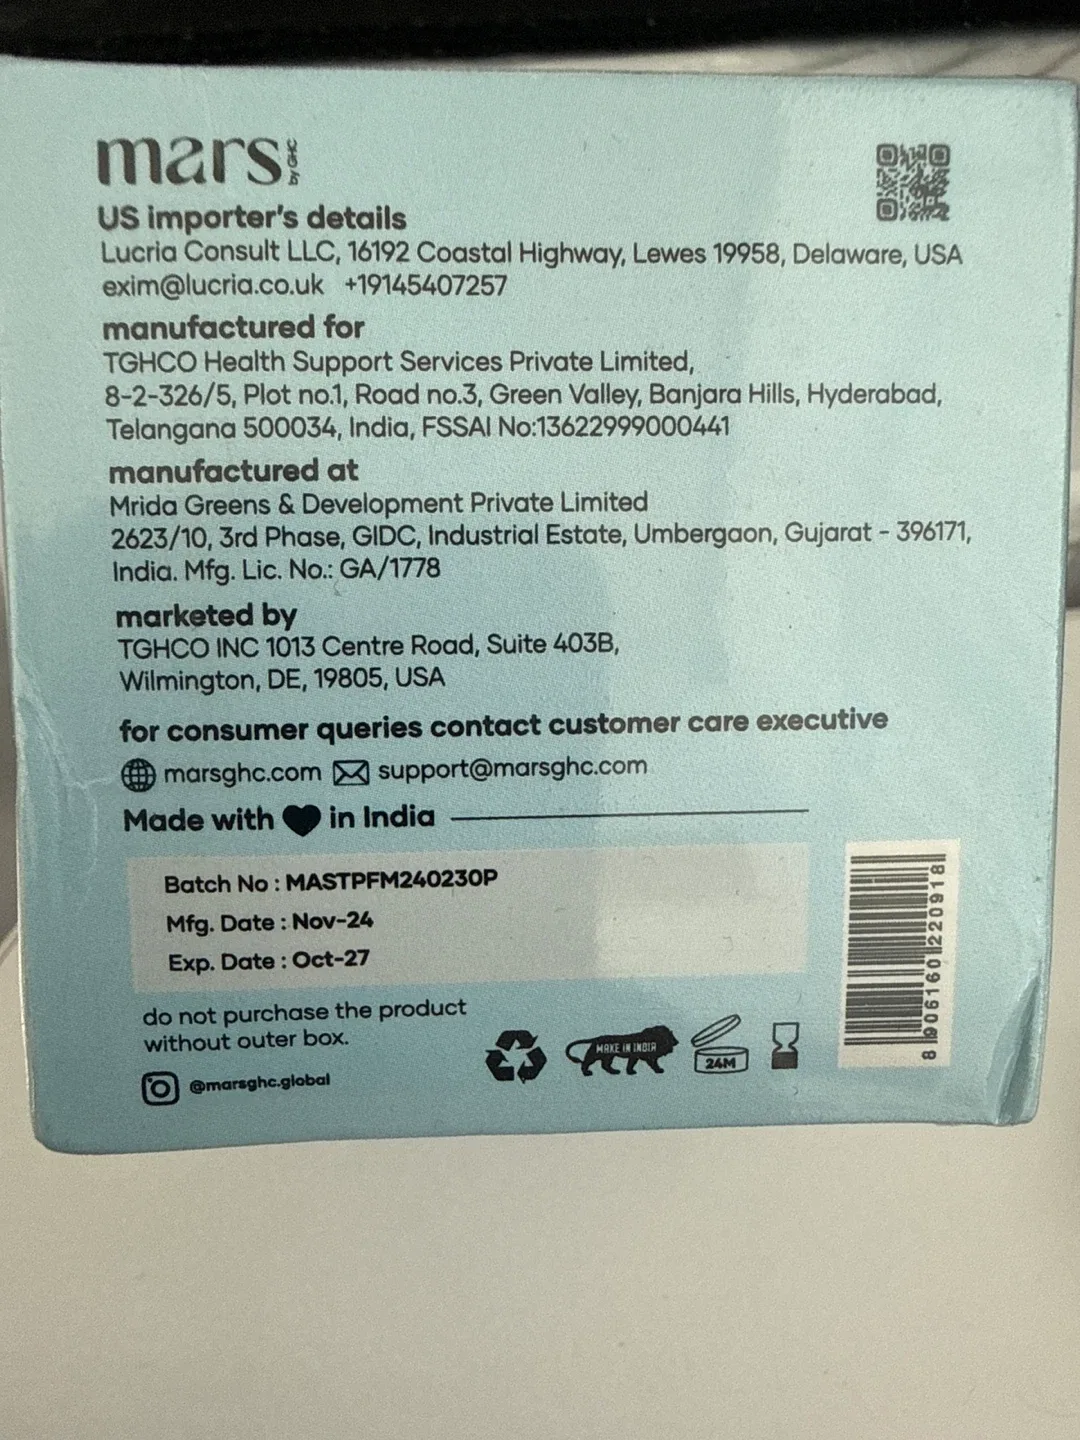 mars by GHC
US importer's details
Lucria Consult LLC, 16192 Coastal Highway, Lewes 19958, Delaware, USA
exim@lucria.co.uk +19145407257
manufactured for
TGHCO Health Support Services Private Limited,
8-2-326/5, Plot no.1, Road no.3, Green Valley, Banjara Hills, Hyderabad,
Telangana 500034, India, FSSAI No:13622999000441
manufactured at
Mrida Greens & Development Private Limited
2623/10, 3rd Phase, GIDC, Industrial Estate, Umbergaon, Gujarat - 396171,
India. Mfg. Lic. No.: GA/1778
marketed by
TGHCO INC 1013 Centre Road, Suite 403B,
Wilmington, DE, 19805, USA
for consumer queries contact customer care executive
marsghc.com support@marsghc.com
Made with ♥ in India
Batch No : MASTPFM240230P
Mfg. Date : Nov-24
Exp. Date : Oct-27
do not purchase the product
without outer box.
@marsghc.global
MAKE IN INDIA
24M
8 906160 220918